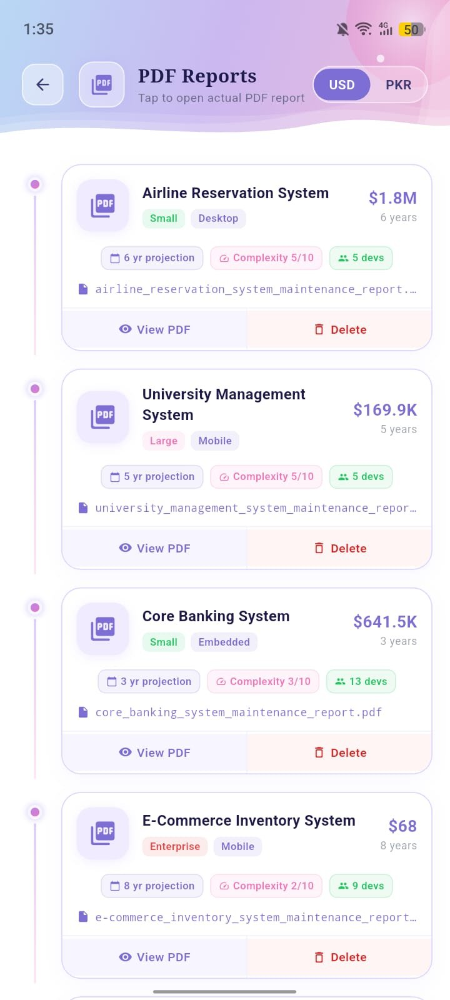 1:35
4G
50
PDF
PDF Reports
Tap to open actual PDF report
USD
PKR
PDF
Airline Reservation System
Small
Desktop
$1.8M
6 years
6 yr projection
Complexity 5/10
5 devs
airline_reservation_system_maintenance_report.…
View PDF
Delete
PDF
University Management
System
Large
Mobile
$169.9K
5 years
5 yr projection
Complexity 5/10
5 devs
university_management_system_maintenance_repor…
View PDF
Delete
PDF
Core Banking System
Small
Embedded
$641.5K
3 years
3 yr projection
Complexity 3/10
13 devs
core_banking_system_maintenance_report.pdf
View PDF
Delete
PDF
E-Commerce Inventory System
Enterprise
Mobile
$68
8 years
8 yr projection
Complexity 2/10
9 devs
e-commerce_inventory_system_maintenance_report…
View PDF
Delete